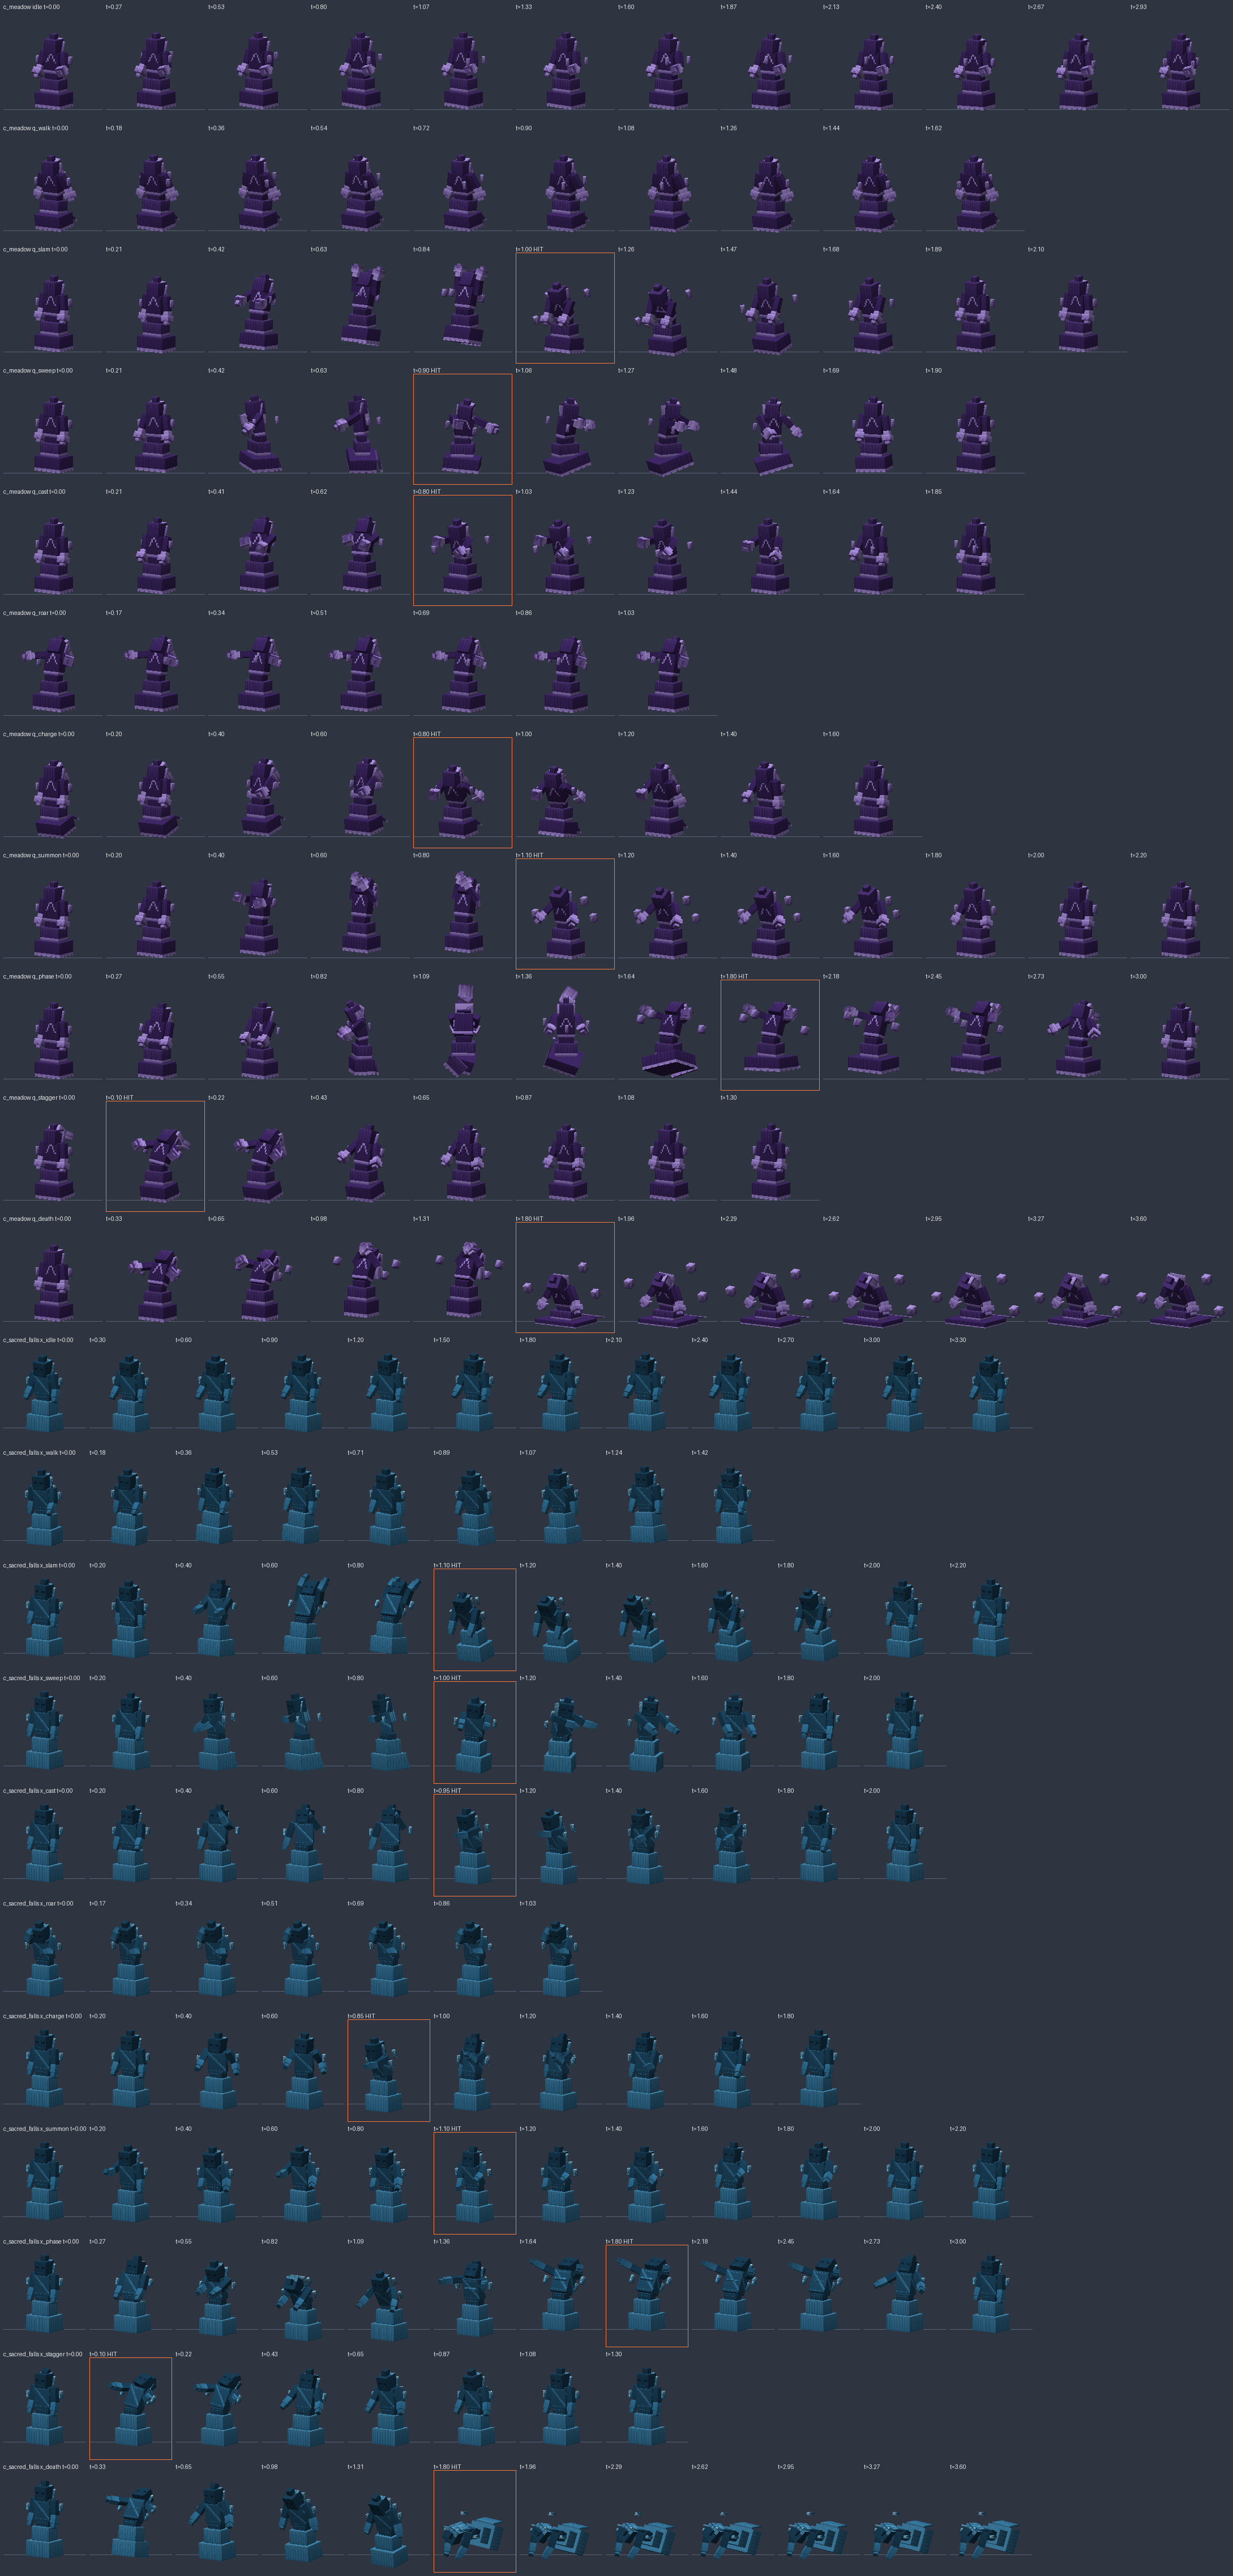 c_meadow idle t=0.00 t=0.27 t=0.53 t=0.80 t=1.07 t=1.33 t=1.60 t=1.87 t=2.13 t=2.40 t=2.67 t=2.93
c_meadow q_walk t=0.00 t=0.18 t=0.36 t=0.54 t=0.72 t=0.90 t=1.08 t=1.26 t=1.44 t=1.62
c_meadow q_slam t=0.00 t=0.21 t=0.42 t=0.63 t=0.84 t=1.00 HIT t=1.26 t=1.47 t=1.68 t=1.89 t=2.10
c_meadow q_sweep t=0.00 t=0.21 t=0.42 t=0.63 t=0.90 HIT t=1.06 t=1.27 t=1.48 t=1.69 t=1.90
c_meadow q_cast t=0.00 t=0.21 t=0.41 t=0.62 t=0.80 HIT t=1.03 t=1.23 t=1.44 t=1.64 t=1.85
c_meadow q_roar t=0.00 t=0.17 t=0.34 t=0.51 t=0.69 t=0.86 t=1.03
c_meadow q_charge t=0.00 t=0.20 t=0.40 t=0.60 t=0.80 HIT t=1.00 t=1.20 t=1.40 t=1.60
c_meadow q_summon t=0.00 t=0.20 t=0.40 t=0.60 t=0.80 t=1.10 HIT t=1.20 t=1.40 t=1.60 t=1.80 t=2.00 t=2.20
c_meadow q_phase t=0.00 t=0.27 t=0.55 t=0.82 t=1.09 t=1.36 t=1.64 t=1.80 HIT t=2.18 t=2.45 t=2.73 t=3.00
c_meadow q_stagger t=0.00 t=0.10 HIT t=0.22 t=0.43 t=0.65 t=0.87 t=1.08 t=1.30
c_meadow q_death t=0.00 t=0.33 t=0.65 t=0.98 t=1.31 t=1.80 HIT t=1.96 t=2.29 t=2.62 t=2.95 t=3.27 t=3.60
c_sacred_falls x_idle t=0.00 t=0.30 t=0.60 t=0.90 t=1.20 t=1.50 t=1.80 t=2.10 t=2.40 t=2.70 t=3.00 t=3.30
c_sacred_falls x_walk t=0.00 t=0.18 t=0.36 t=0.53 t=0.71 t=0.89 t=1.07 t=1.24 t=1.42
c_sacred_falls x_slam t=0.00 t=0.20 t=0.40 t=0.60 t=0.80 t=1.10 HIT t=1.20 t=1.40 t=1.60 t=1.80 t=2.00 t=2.20
c_sacred_falls x_sweep t=0.00 t=0.20 t=0.40 t=0.60 t=0.80 t=1.00 HIT t=1.20 t=1.40 t=1.60 t=1.80 t=2.00
c_sacred_falls x_cast t=0.00 t=0.20 t=0.40 t=0.60 t=0.80 t=0.95 HIT t=1.20 t=1.40 t=1.60 t=1.80 t=2.00
c_sacred_falls x_roar t=0.00 t=0.17 t=0.34 t=0.51 t=0.69 t=0.86 t=1.03
c_sacred_falls x_charge t=0.00 t=0.20 t=0.40 t=0.60 t=0.85 HIT t=1.00 t=1.20 t=1.40 t=1.60 t=1.80
c_sacred_falls x_summon t=0.00 t=0.20 t=0.40 t=0.60 t=0.80 t=1.10 HIT t=1.20 t=1.40 t=1.60 t=1.80 t=2.00 t=2.20
c_sacred_falls x_phase t=0.00 t=0.27 t=0.55 t=0.82 t=1.09 t=1.36 t=1.64 t=1.80 HIT t=2.18 t=2.45 t=2.73 t=3.00
c_sacred_falls x_stagger t=0.00 t=0.10 HIT t=0.22 t=0.43 t=0.65 t=0.87 t=1.08 t=1.30
c_sacred_falls x_death t=0.00 t=0.33 t=0.65 t=0.98 t=1.31 t=1.80 HIT t=1.96 t=2.29 t=2.62 t=2.95 t=3.27 t=3.60